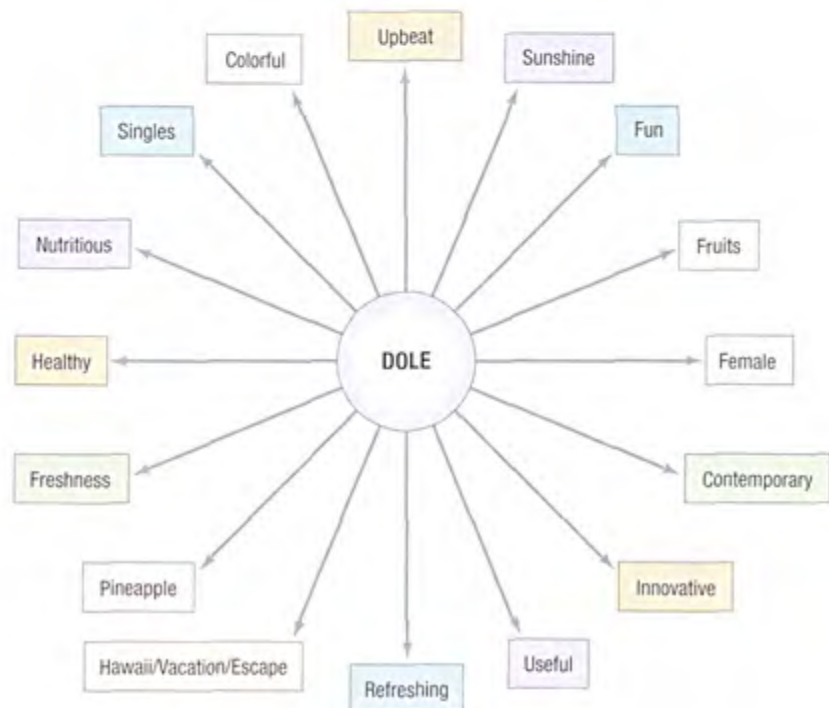 Upbeat
Colorful
Sunshine
Singles
Fun
Nutritious
Fruits
Healthy
DOLE
Female
Freshness
Contemporary
Pineapple
Innovative
Hawaii/Vacation/Escape
Useful
Refreshing